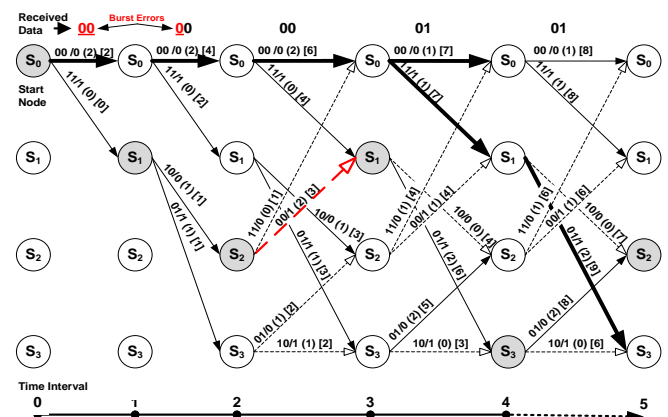 Received Data 00 Burst Errors 00 00 01 01
00/0 (2) [2] 00/0 (2) [4] 00/0 (2) [6] 00/0 (1) [7] 00/0 (1) [8]
S0 S0 S0 S0 S0 S0
Start Node
11/1 (0) [0] 11/1 (0) [2] 11/1 (0) [4] 11/1 (1) [7] 11/1 (1) [8]
S1 S1 S1 S1 S1 S1
10/0 (1) [1] 01/1 (1) [1]
11/0 (0) [1] 00/1 (2) [3] 10/0 (1) [3] 01/1 (1) [3]
11/0 (1) [4] 00/1 (1) [4] 10/0 (0) [4] 01/1 (2) [6]
11/0 (1) [6] 00/1 (1) [6] 10/0 (0) [7] 01/1 (2) [9]
S2 S2 S2 S2 S2 S2
01/0 (1) [2] 01/0 (2) [5] 01/0 (2) [8]
10/1 (1) [2] 10/1 (0) [3] 10/1 (0) [6]
S3 S3 S3 S3 S3 S3
Time Interval
0 1 2 3 4 5